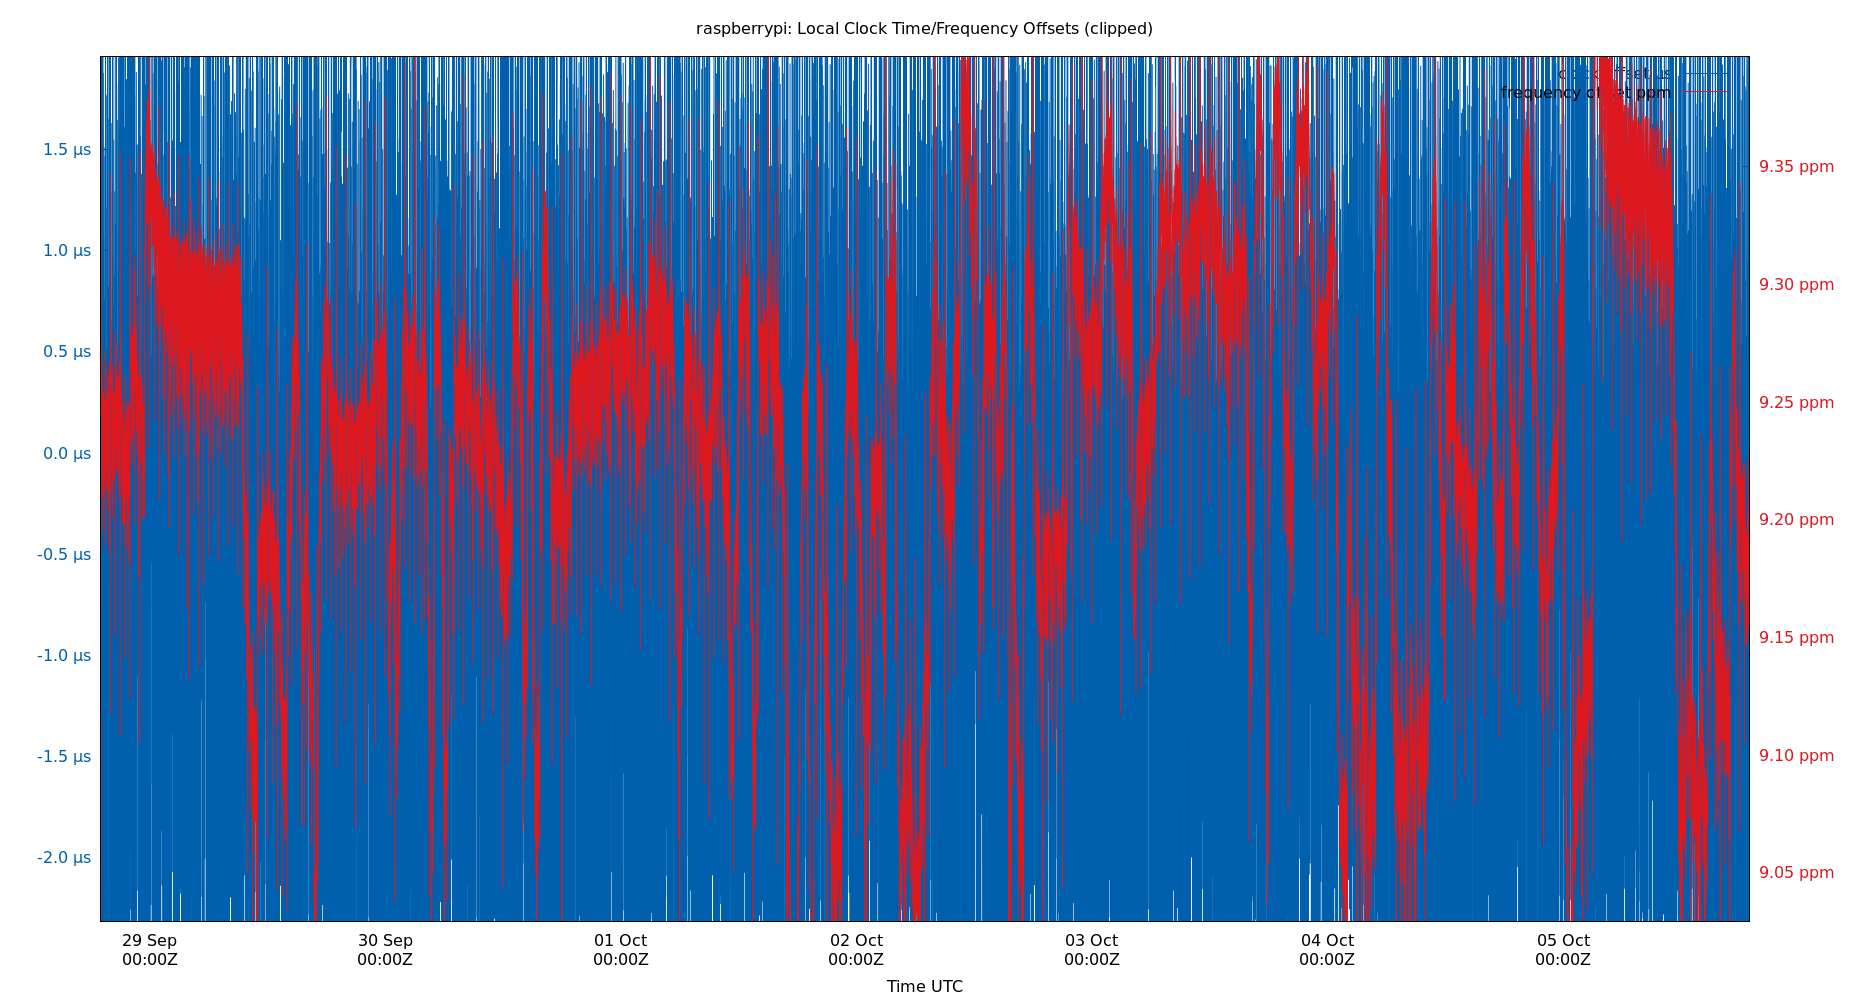 raspberrypi: Local Clock Time/Frequency Offsets (clipped)
clock offset µs
frequency offset ppm
1.5 µs
1.0 µs
0.5 µs
0.0 µs
-0.5 µs
-1.0 µs
-1.5 µs
-2.0 µs
9.35 ppm
9.30 ppm
9.25 ppm
9.20 ppm
9.15 ppm
9.10 ppm
9.05 ppm
29 Sep 30 Sep 01 Oct 02 Oct 03 Oct 04 Oct 05 Oct
00:00Z 00:00Z 00:00Z 00:00Z 00:00Z 00:00Z 00:00Z
Time UTC